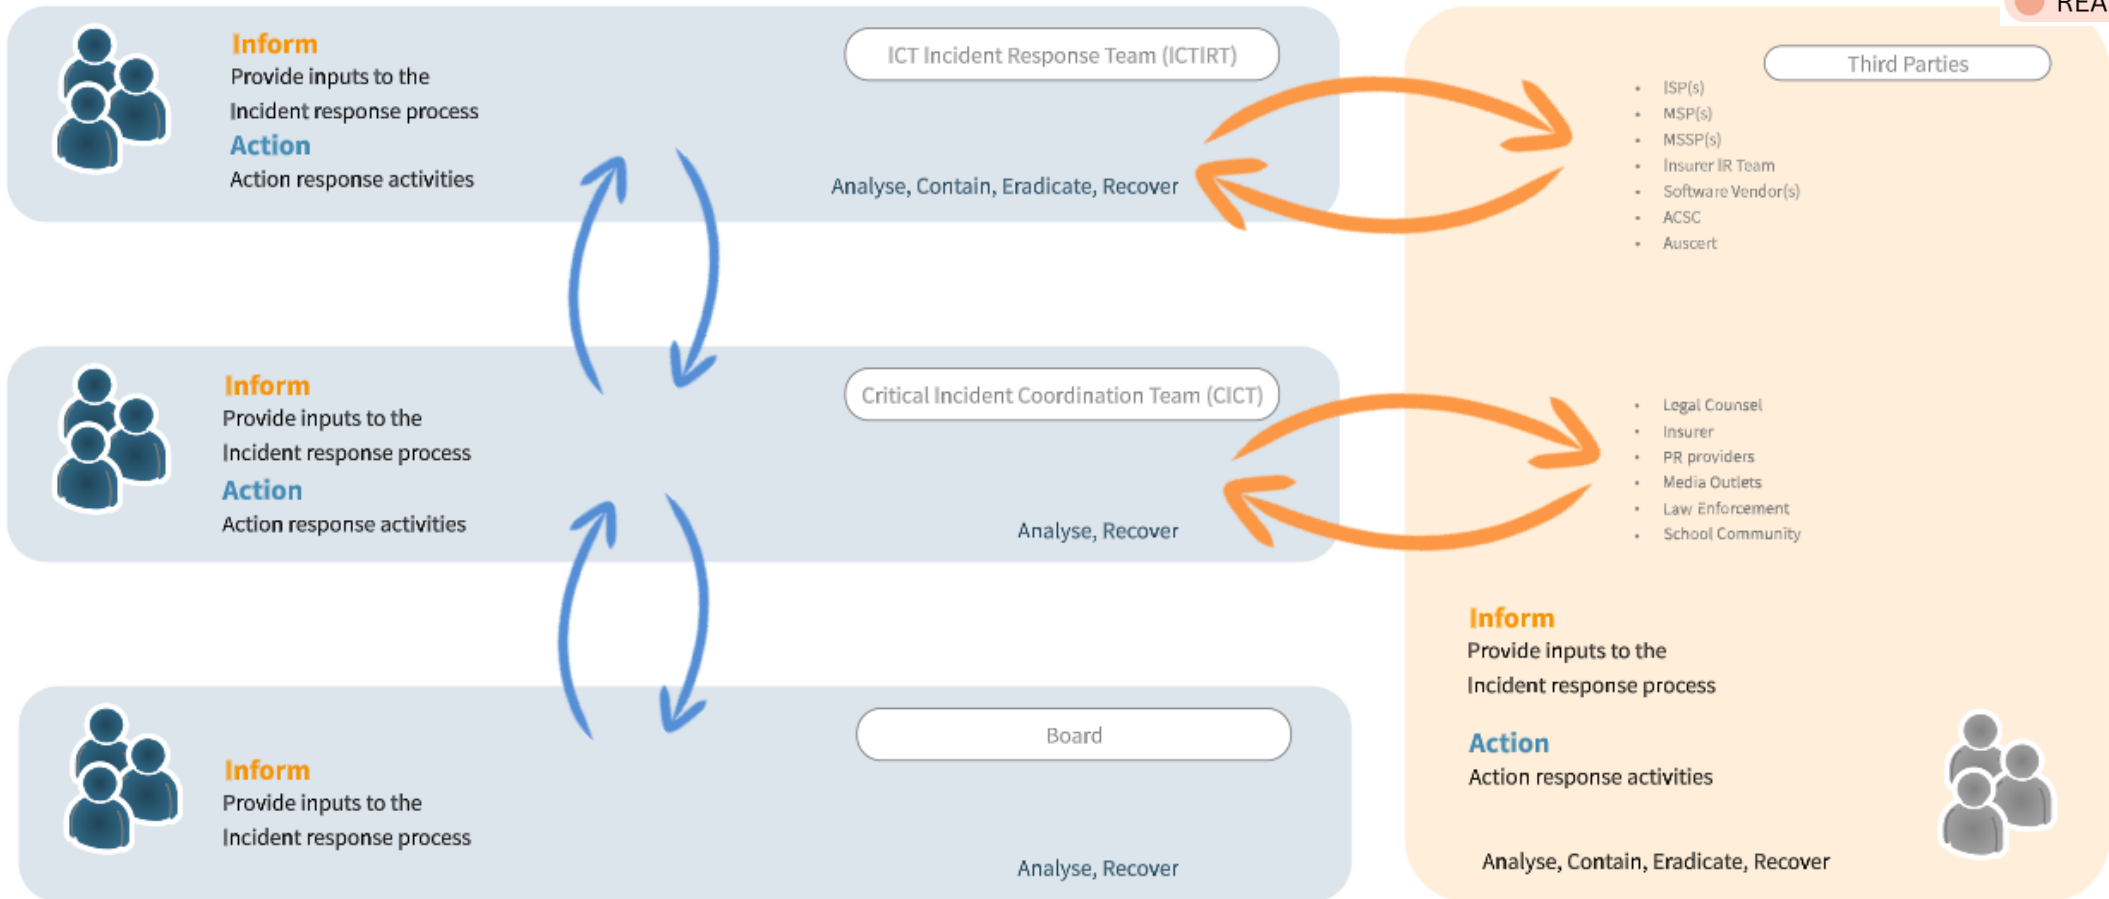 Inform
Provide inputs to the
Incident response process
Action
Action response activities
ICT Incident Response Team (ICTIRT)
Analyse, Contain, Eradicate, Recover
Inform
Provide inputs to the
Incident response process
Action
Action response activities
Critical Incident Coordination Team (CICT)
Analyse, Recover
Inform
Provide inputs to the
Incident response process
Board
Analyse, Recover
REA
Third Parties
• ISP(s)
• MSP(s)
• MSSP(s)
• Insurer IR Team
• Software Vendor(s)
• ACSC
• Auscert
• Legal Counsel
• Insurer
• PR providers
• Media Outlets
• Law Enforcement
• School Community
Inform
Provide inputs to the
Incident response process
Action
Action response activities
Analyse, Contain, Eradicate, Recover